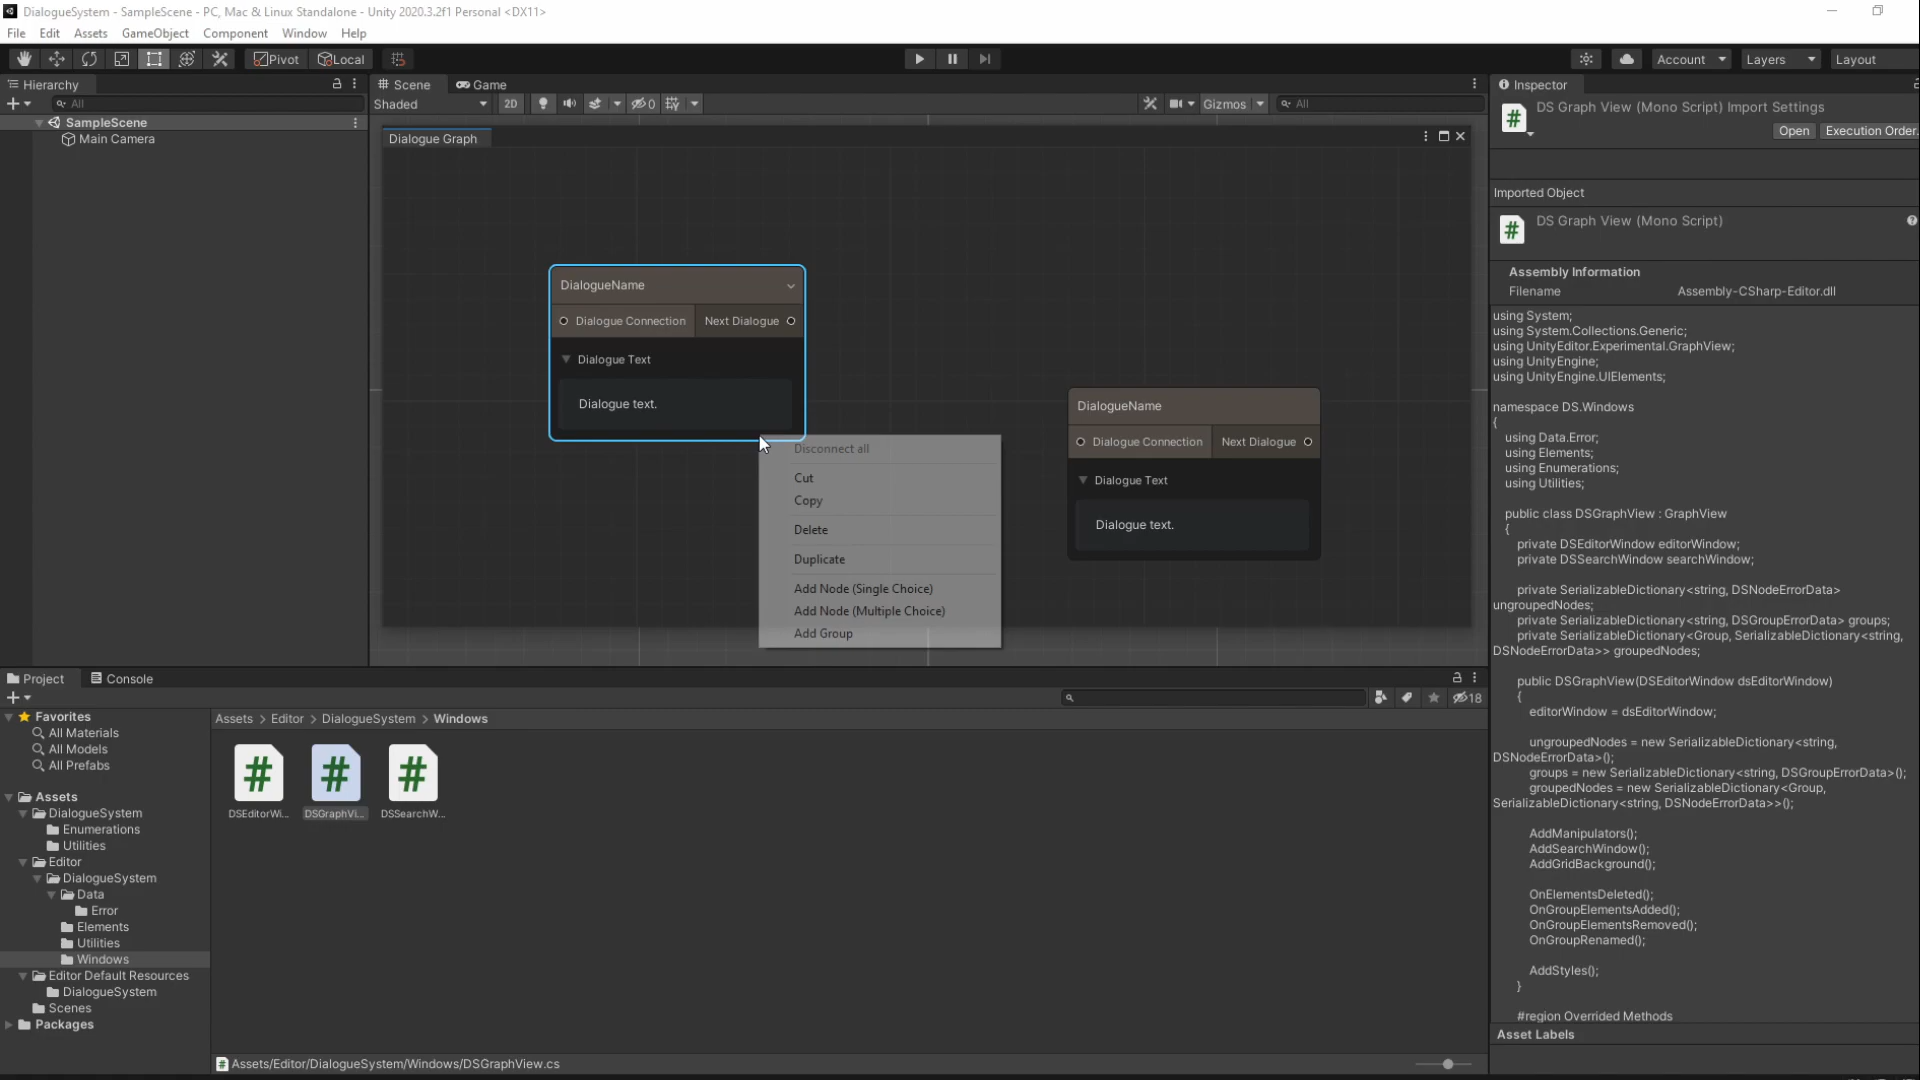 DialogueSystem - SampleScene - PC, Mac & Linux Standalone - Unity 2020.3.2f1 Personal <DX11>
File Edit Assets GameObject Component Window Help
Pivot Local Account Layers Layout
Hierarchy
All
SampleScene
Main Camera
Scene Game
Shaded 2D 0 Gizmos All
Dialogue Graph
DialogueName
Dialogue Connection Next Dialogue
Dialogue Text
Dialogue text.
Disconnect all
Cut
Copy
Delete
Duplicate
Add Node (Single Choice)
Add Node (Multiple Choice)
Add Group
DialogueName
Dialogue Connection Next Dialogue
Dialogue Text
Dialogue text.
Inspector
DS Graph View (Mono Script) Import Settings
Open Execution Order.
Imported Object
DS Graph View (Mono Script)
Assembly Information
Filename Assembly-CSharp-Editor.dll
using System;
using System.Collections.Generic;
using UnityEditor.Experimental.GraphView;
using UnityEngine;
using UnityEngine.UIElements;
namespace DS.Windows
{
using Data.Error;
using Elements;
using Enumerations;
using Utilities;
public class DSGraphView : GraphView
{
private DSEditorWindow editorWindow;
private DSSearchWindow searchWindow;
private SerializableDictionary<string, DSNodeErrorData>
ungroupedNodes;
private SerializableDictionary<string, DSGroupErrorData> groups;
private SerializableDictionary<Group, SerializableDictionary<string,
DSNodeErrorData>> groupedNodes;
public DSGraphView(DSEditorWindow dsEditorWindow)
{
editorWindow = dsEditorWindow;
ungroupedNodes = new SerializableDictionary<string,
DSNodeErrorData>();
groups = new SerializableDictionary<string, DSGroupErrorData>();
groupedNodes = new SerializableDictionary<Group,
SerializableDictionary<string, DSNodeErrorData>>();
AddManipulators();
AddSearchWindow();
AddGridBackground();
OnElementsDeleted();
OnGroupElementsAdded();
OnGroupElementsRemoved();
OnGroupRenamed();
AddStyles();
}
#region Overrided Methods
Asset Labels
Project Console
18
Favorites
All Materials
All Models
All Prefabs
Assets
DialogueSystem
Enumerations
Utilities
Editor
DialogueSystem
Data
Error
Elements
Utilities
Windows
Editor Default Resources
DialogueSystem
Scenes
Packages
Assets > Editor > DialogueSystem > Windows
DSEditorWi... DSGraphVi... DSSearchW...
Assets/Editor/DialogueSystem/Windows/DSGraphView.cs